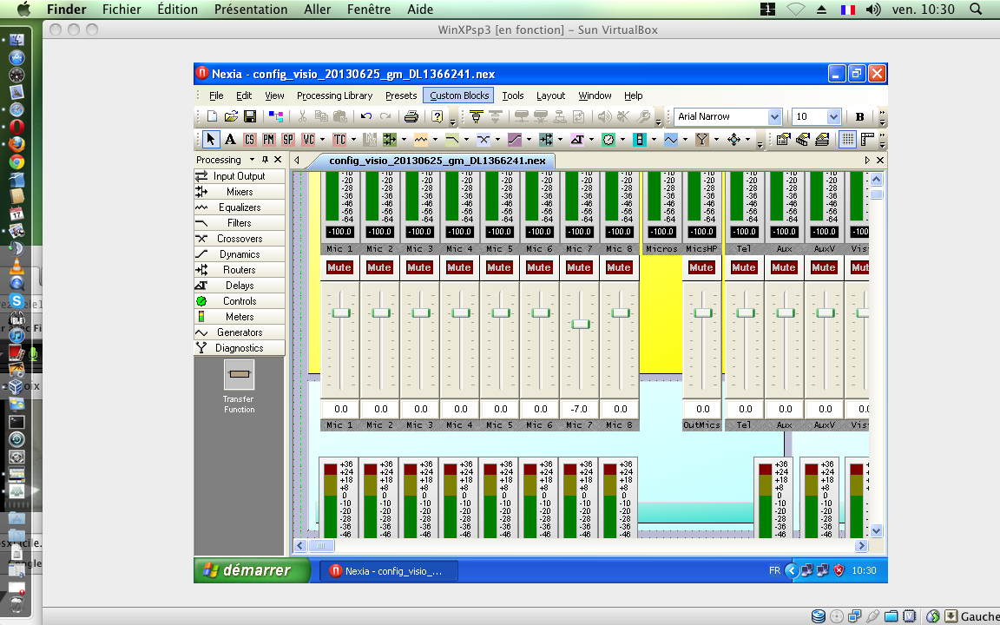 Finder Fichier Édition Présentation Aller Fenêtre Aide ven. 10:30
WinXPsp3 [en fonction] – Sun VirtualBox
Nexia - config_visio_20130625_gm_DL1366241.nex
File Edit View Processing Library Presets Custom Blocks Tools Layout Window Help
Arial Narrow 10 B
A CS PM SP VC TC
Processing
config_visio_20130625_gm_DL1366241.nex
Input Output
Mixers
Equalizers
Filters
Crossovers
Dynamics
Routers
Delays
Controls
Meters
Generators
Diagnostics
Transfer
Function
-10 -10 -10 -10 -10 -10 -10 -10 -10 -10 -10 -10 -10
-20 -20 -20 -20 -20 -20 -20 -20 -20 -20 -20 -20 -20
-28 -28 -28 -28 -28 -28 -28 -28 -28 -28 -28 -28 -28
-36 -36 -36 -36 -36 -36 -36 -36 -36 -36 -36 -36 -36
-46 -46 -46 -46 -46 -46 -46 -46 -46 -46 -46 -46 -46
-56 -56 -56 -56 -56 -56 -56 -56 -56 -56 -56 -56 -56
-64 -64 -64 -64 -64 -64 -64 -64 -64 -64 -64 -64 -64
-100.0 -100.0 -100.0 -100.0 -100.0 -100.0 -100.0 -100.0 -100.0 -100.0 -100.0 -100.0 -100.0
Mic 1 Mic 2 Mic 3 Mic 4 Mic 5 Mic 6 Mic 7 Mic 8 Micros MicsHP Tel Aux AuxV
Mute Mute Mute Mute Mute Mute Mute Mute Mute Mute Mute Mute
0.0 0.0 0.0 0.0 0.0 0.0 -7.0 0.0 0.0 0.0 0.0 0.0
Mic 1 Mic 2 Mic 3 Mic 4 Mic 5 Mic 6 Mic 7 Mic 8 OutMics Tel Aux AuxV
+36 +36 +36 +36 +36 +36 +36 +36 +36 +36
+24 +24 +24 +24 +24 +24 +24 +24 +24 +24
+18 +18 +18 +18 +18 +18 +18 +18 +18 +18
+8 +8 +8 +8 +8 +8 +8 +8 +8 +8
0 0 0 0 0 0 0 0 0 0
-10 -10 -10 -10 -10 -10 -10 -10 -10 -10
-20 -20 -20 -20 -20 -20 -20 -20 -20 -20
-28 -28 -28 -28 -28 -28 -28 -28 -28 -28
-36 -36 -36 -36 -36 -36 -36 -36 -36 -36
-46 -46 -46 -46 -46 -46 -46 -46 -46 -46
démarrer Nexia - config_visio_... FR 10:30
Gauche